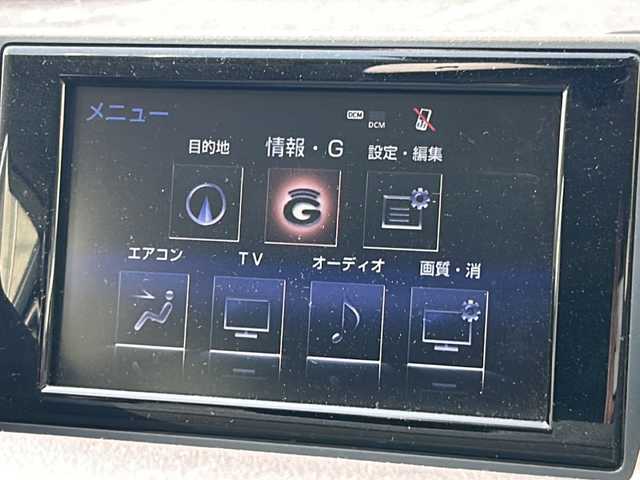 メニュー
DCM
DCM
目的地
情報・G
設定・編集
G
エアコン
TV
オーディオ
画質・消